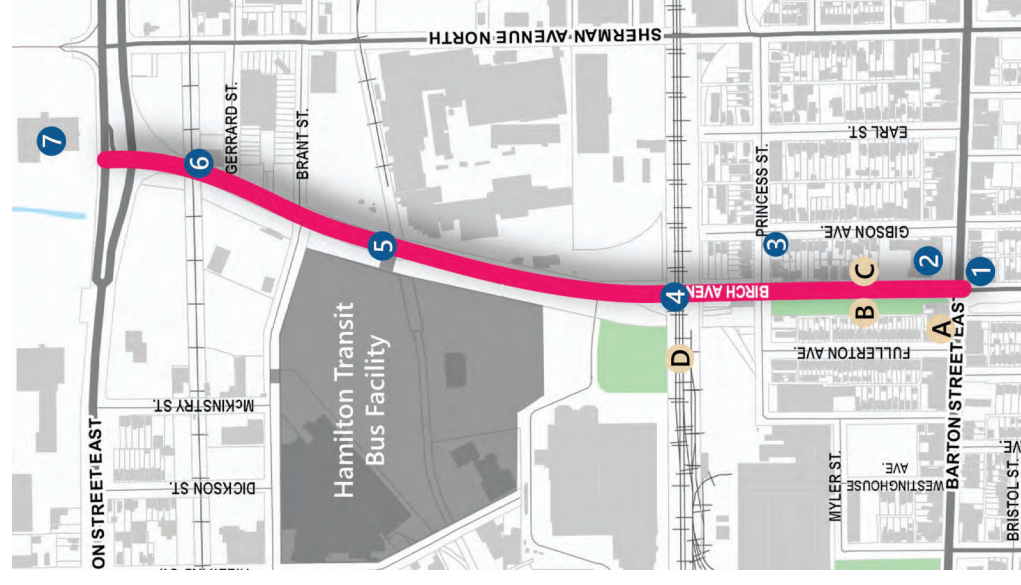 SHERMAN AVENUE NORTH
7
6
GERRARD ST.
BRANT ST.
5
Hamilton Transit
Bus Facility
McKINSTRY ST.
DICKSON ST.
ON STREET EAST
EARL ST.
PRINCESS ST.
GIBSON AVE.
3
2
1
4
BIRCH AVEN
C
B
A
D
FULLERTON AVE.
BARTON STREET EAST
MYLER ST.
WESTINGHOUSE
AVE.
BRISTOL ST.